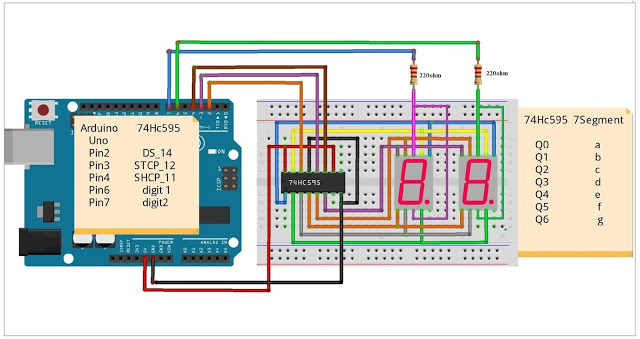 220ohm
220ohm
RESET
ON
ICSP
Arduino 74Hc595
Uno
Pin2 DS_14
Pin3 STCP_12
Pin4 SHCP_11
Pin6 digit 1
Pin7 digit2
74HC595
74Hc595 7Segment
Q0 a
Q1 b
Q2 c
Q3 d
Q4 e
Q5 f
Q6 g
POWER
ANALOG IN